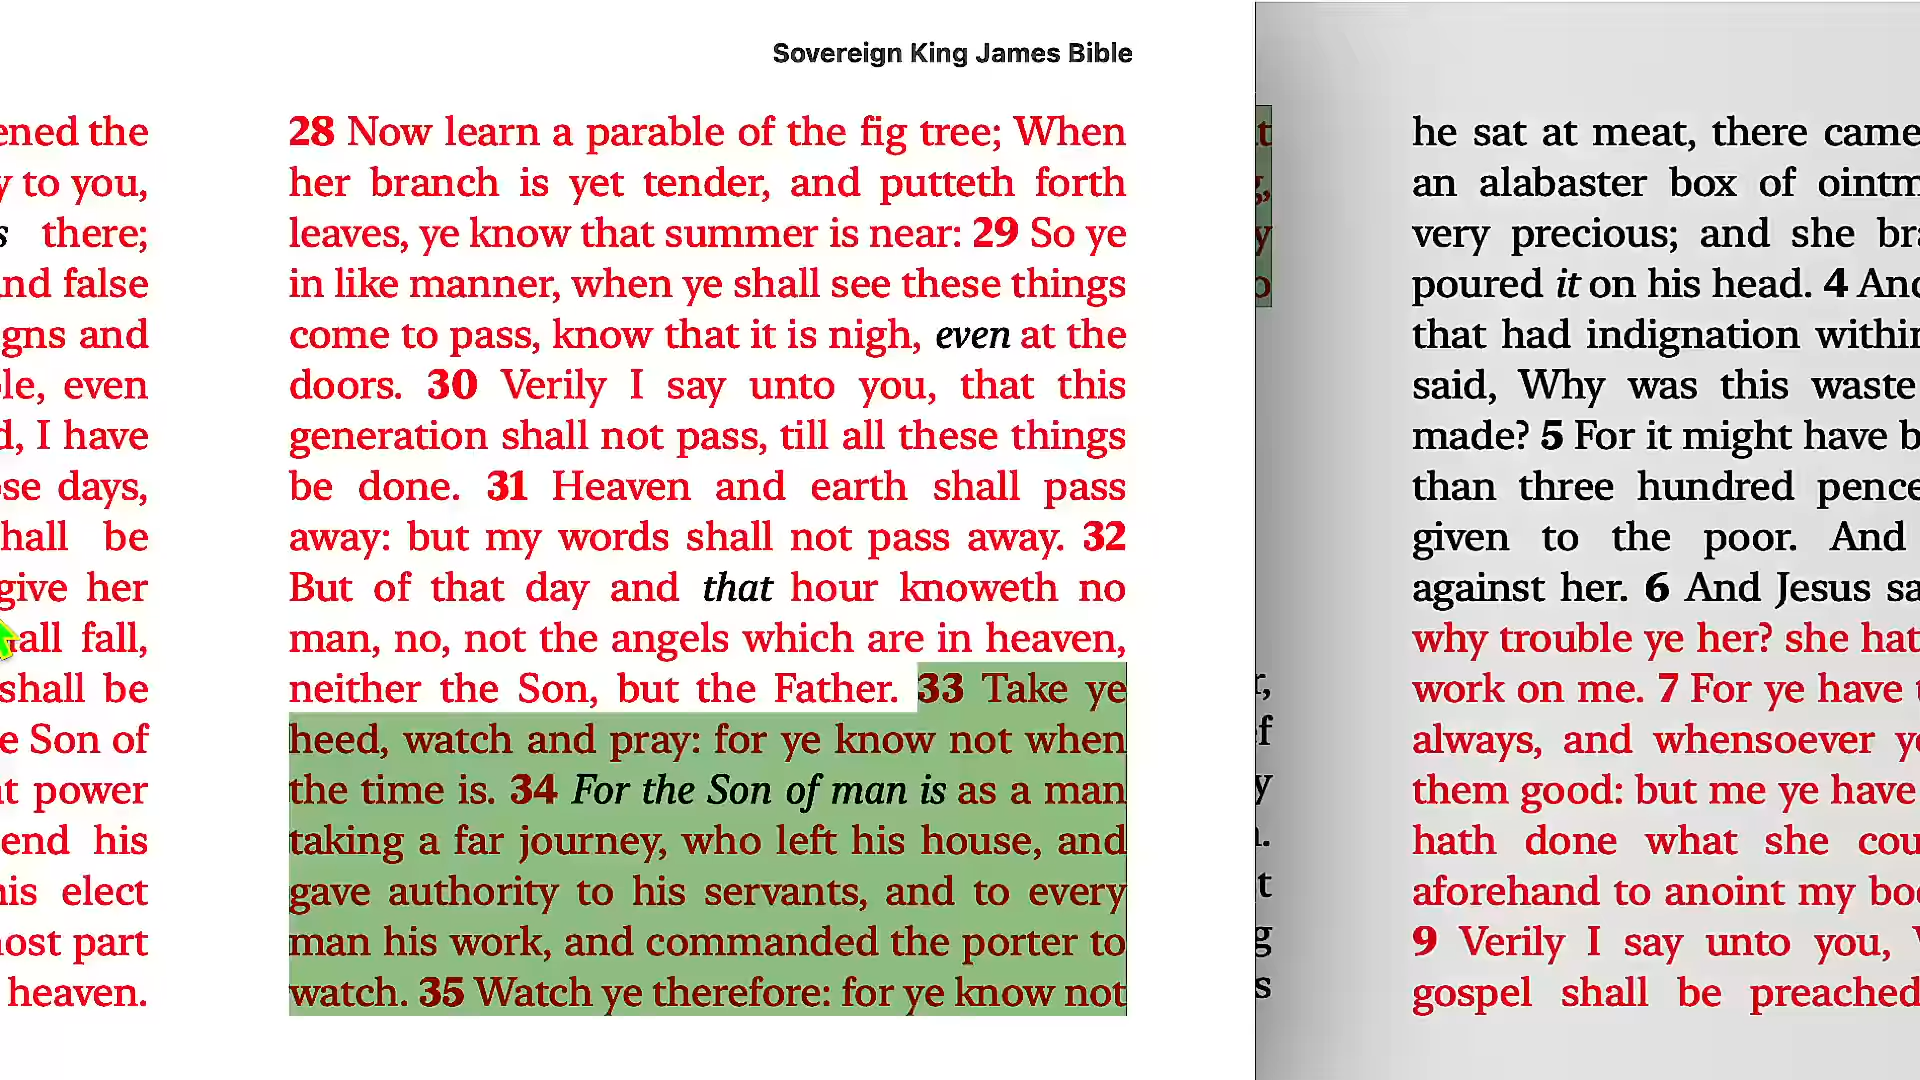 Sovereign King James Bible
the
to you,
there;
false
and
even
I have
days,
be
her
fall,
shall be
Son of
power
his
elect
part
heaven.
28 Now learn a parable of the fig tree; When
her branch is yet tender, and putteth forth
leaves, ye know that summer is near: 29 So ye
in like manner, when ye shall see these things
come to pass, know that it is nigh, even at the
doors. 30 Verily I say unto you, that this
generation shall not pass, till all these things
be done. 31 Heaven and earth shall pass
away: but my words shall not pass away. 32
But of that day and that hour knoweth no
man, no, not the angels which are in heaven,
neither the Son, but the Father. 33 Take ye
heed, watch and pray: for ye know not when
the time is. 34 For the Son of man is as a man
taking a far journey, who left his house, and
gave authority to his servants, and to every
man his work, and commanded the porter to
watch. 35 Watch ye therefore: for ye know not
he sat at meat, there came
an alabaster box of
very precious; and she
poured it on his head. 4
that had indignation
said, Why was this waste
made? 5 For it might have
than three hundred pence
given to the poor. And
against her. 6 And Jesus
why trouble ye her? she
work on me. 7 For ye have
always, and whensoever
them good: but me ye have
hath done what she
aforehand to anoint my
9 Verily I say unto you,
gospel shall be preached